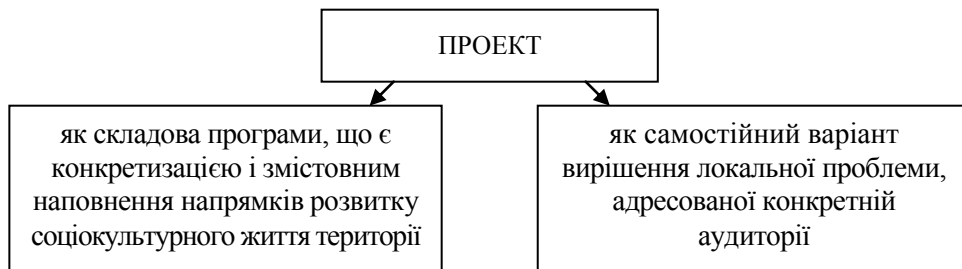 ПРОЕКТ
як складова програми, що є
конкретизацією і змістовним
наповнення напрямків розвитку
соціокультурного життя території
як самостійний варіант
вирішення локальної проблеми,
адресованої конкретній
аудиторії